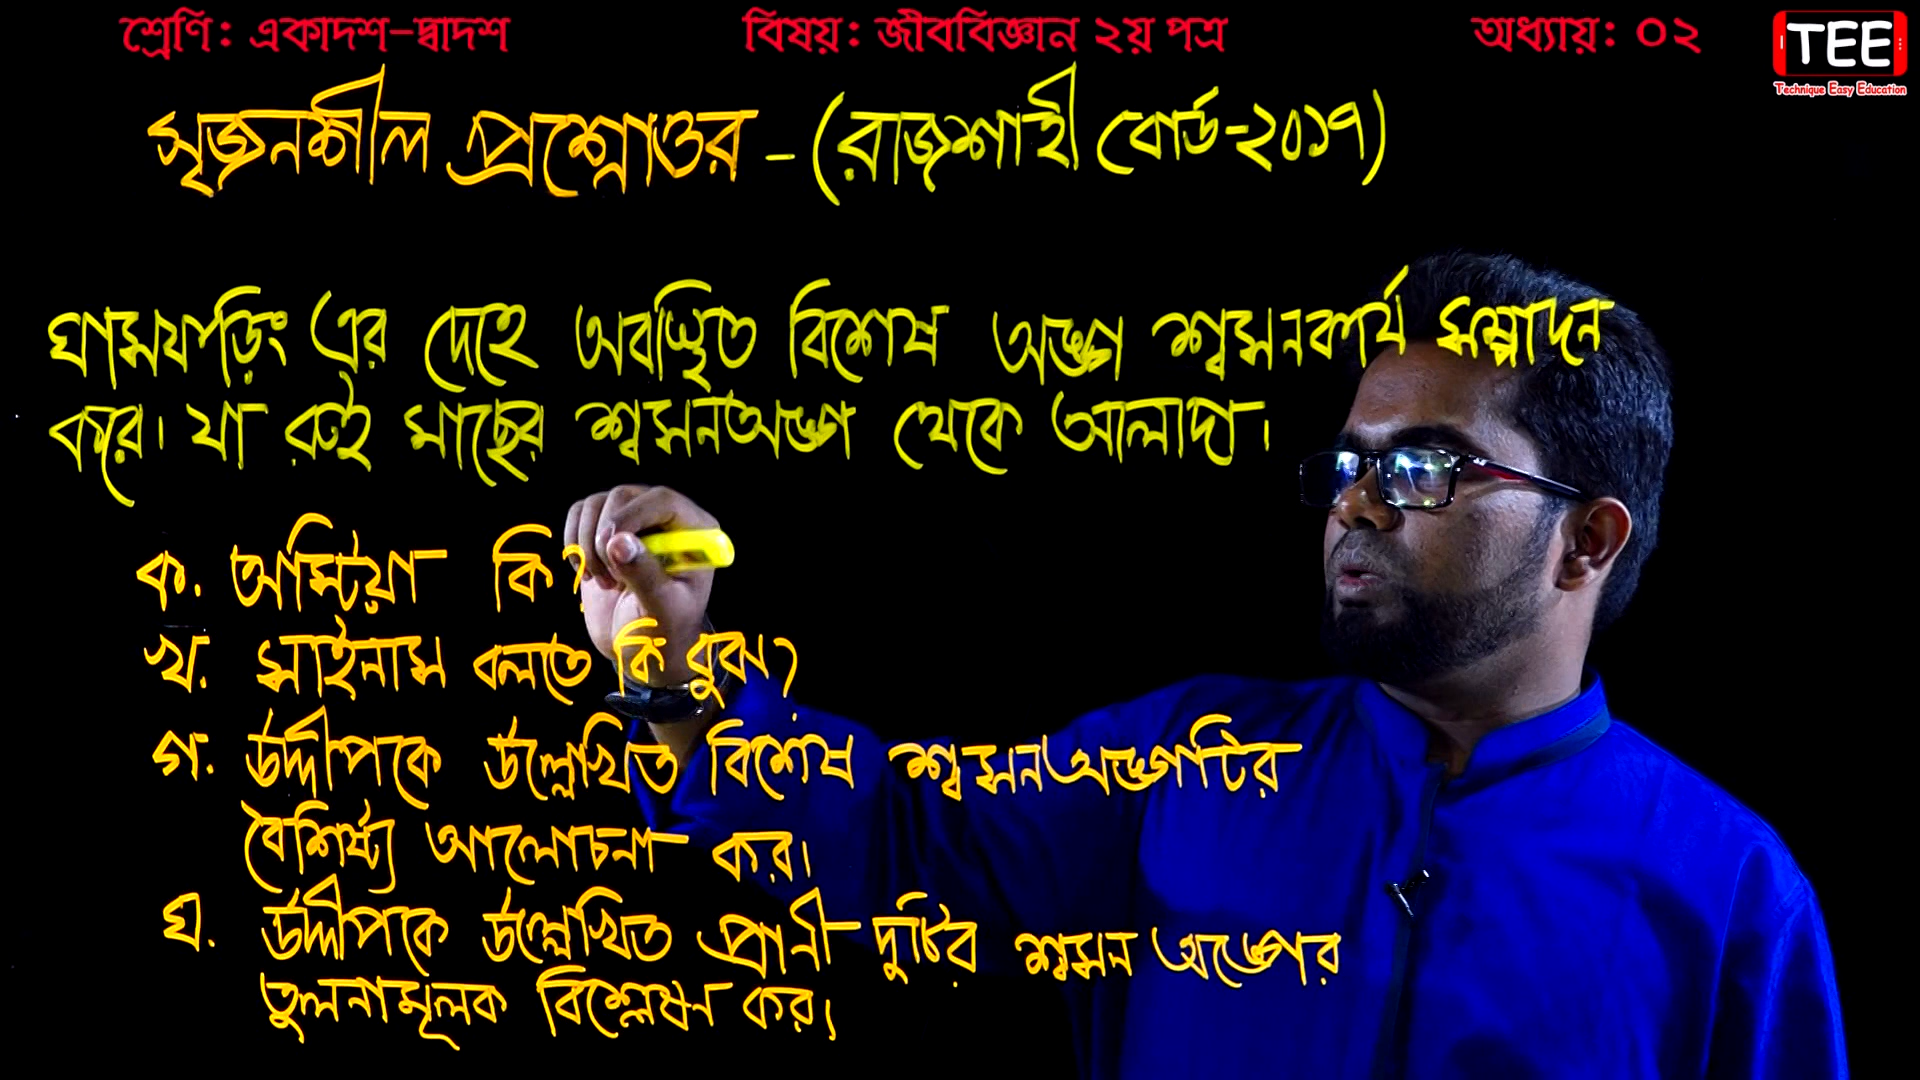 শ্রেণি: একাদশ-দ্বাদশ বিষয়: জীববিজ্ঞান ২য় পত্র অধ্যায়: ০২
TEE
Technique Easy Education
সৃজনশীল প্রশ্নোত্তর - (রাজশাহী বোর্ড-২০১৭)
ঘাসফড়িং এর দেহে অবস্থিত বিশেষ অঙ্গ শ্বসনকার্য সম্পাদন
করে। যা রুই মাছের শ্বসনঅঙ্গ থেকে আলাদা।
ক. অস্টিয়া কি?
খ. সাইনাস বলতে কি বুঝ?
গ. উদ্দীপকে উল্লেখিত বিশেষ শ্বসনঅঙ্গটির
বৈশিষ্ট্য আলোচনা কর।
ঘ. উদ্দীপকে উল্লেখিত প্রানী দুটির শ্বসন অঙ্গের
তুলনামূলক বিশ্লেষণ কর।